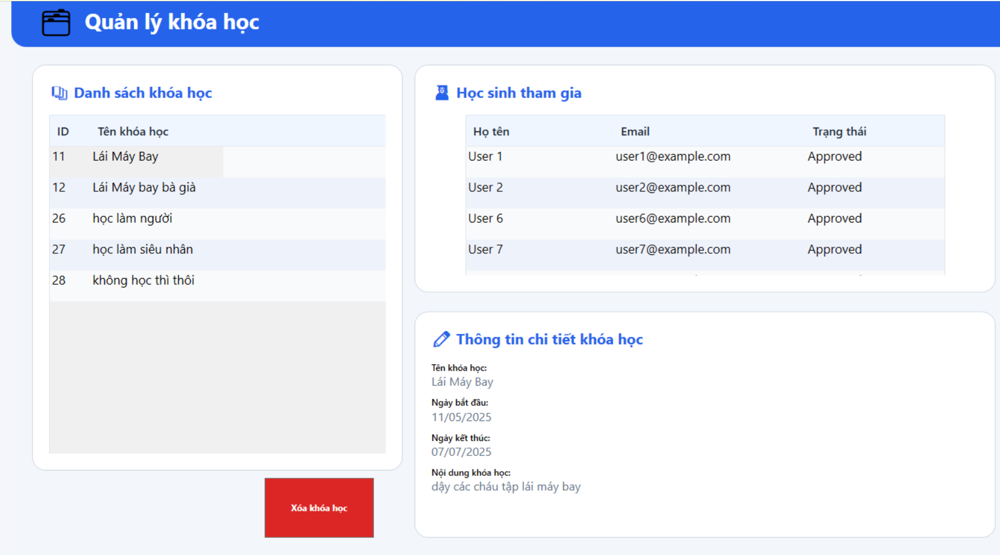 Quản lý khóa học
Danh sách khóa học
ID Tên khóa học
11 Lái Máy Bay
12 Lái Máy bay bà già
26 học làm người
27 học làm siêu nhân
28 không học thì thôi
Xóa khóa học
Học sinh tham gia
Họ tên Email Trạng thái
User 1 user1@example.com Approved
User 2 user2@example.com Approved
User 6 user6@example.com Approved
User 7 user7@example.com Approved
Thông tin chi tiết khóa học
Tên khóa học:
Lái Máy Bay
Ngày bắt đầu:
11/05/2025
Ngày kết thúc:
07/07/2025
Nội dung khóa học:
dậy các cháu tập lái máy bay